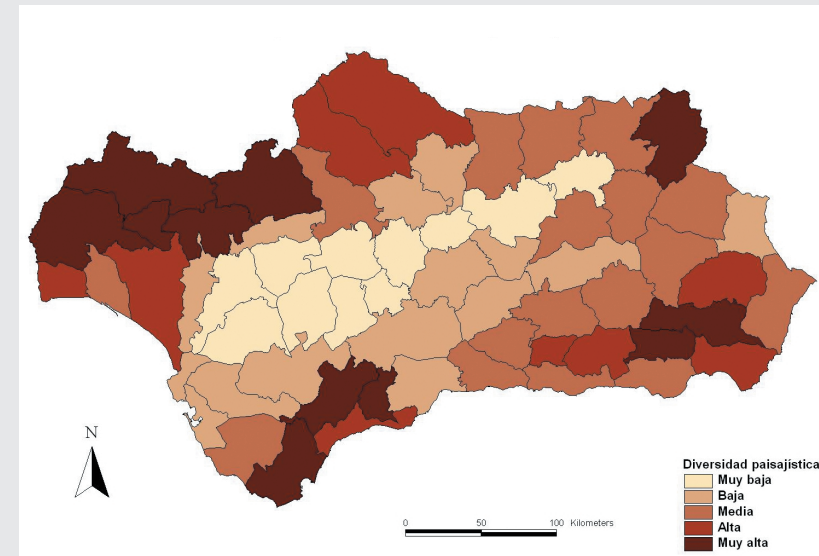 N
0 50 100 Kilometers
Diversidad paisajística
Muy baja
Baja
Media
Alta
Muy alta